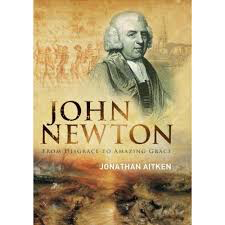 JOHN
NEWTON
FROM DISGRACE TO AMAZING GRACE
JONATHAN AITKEN